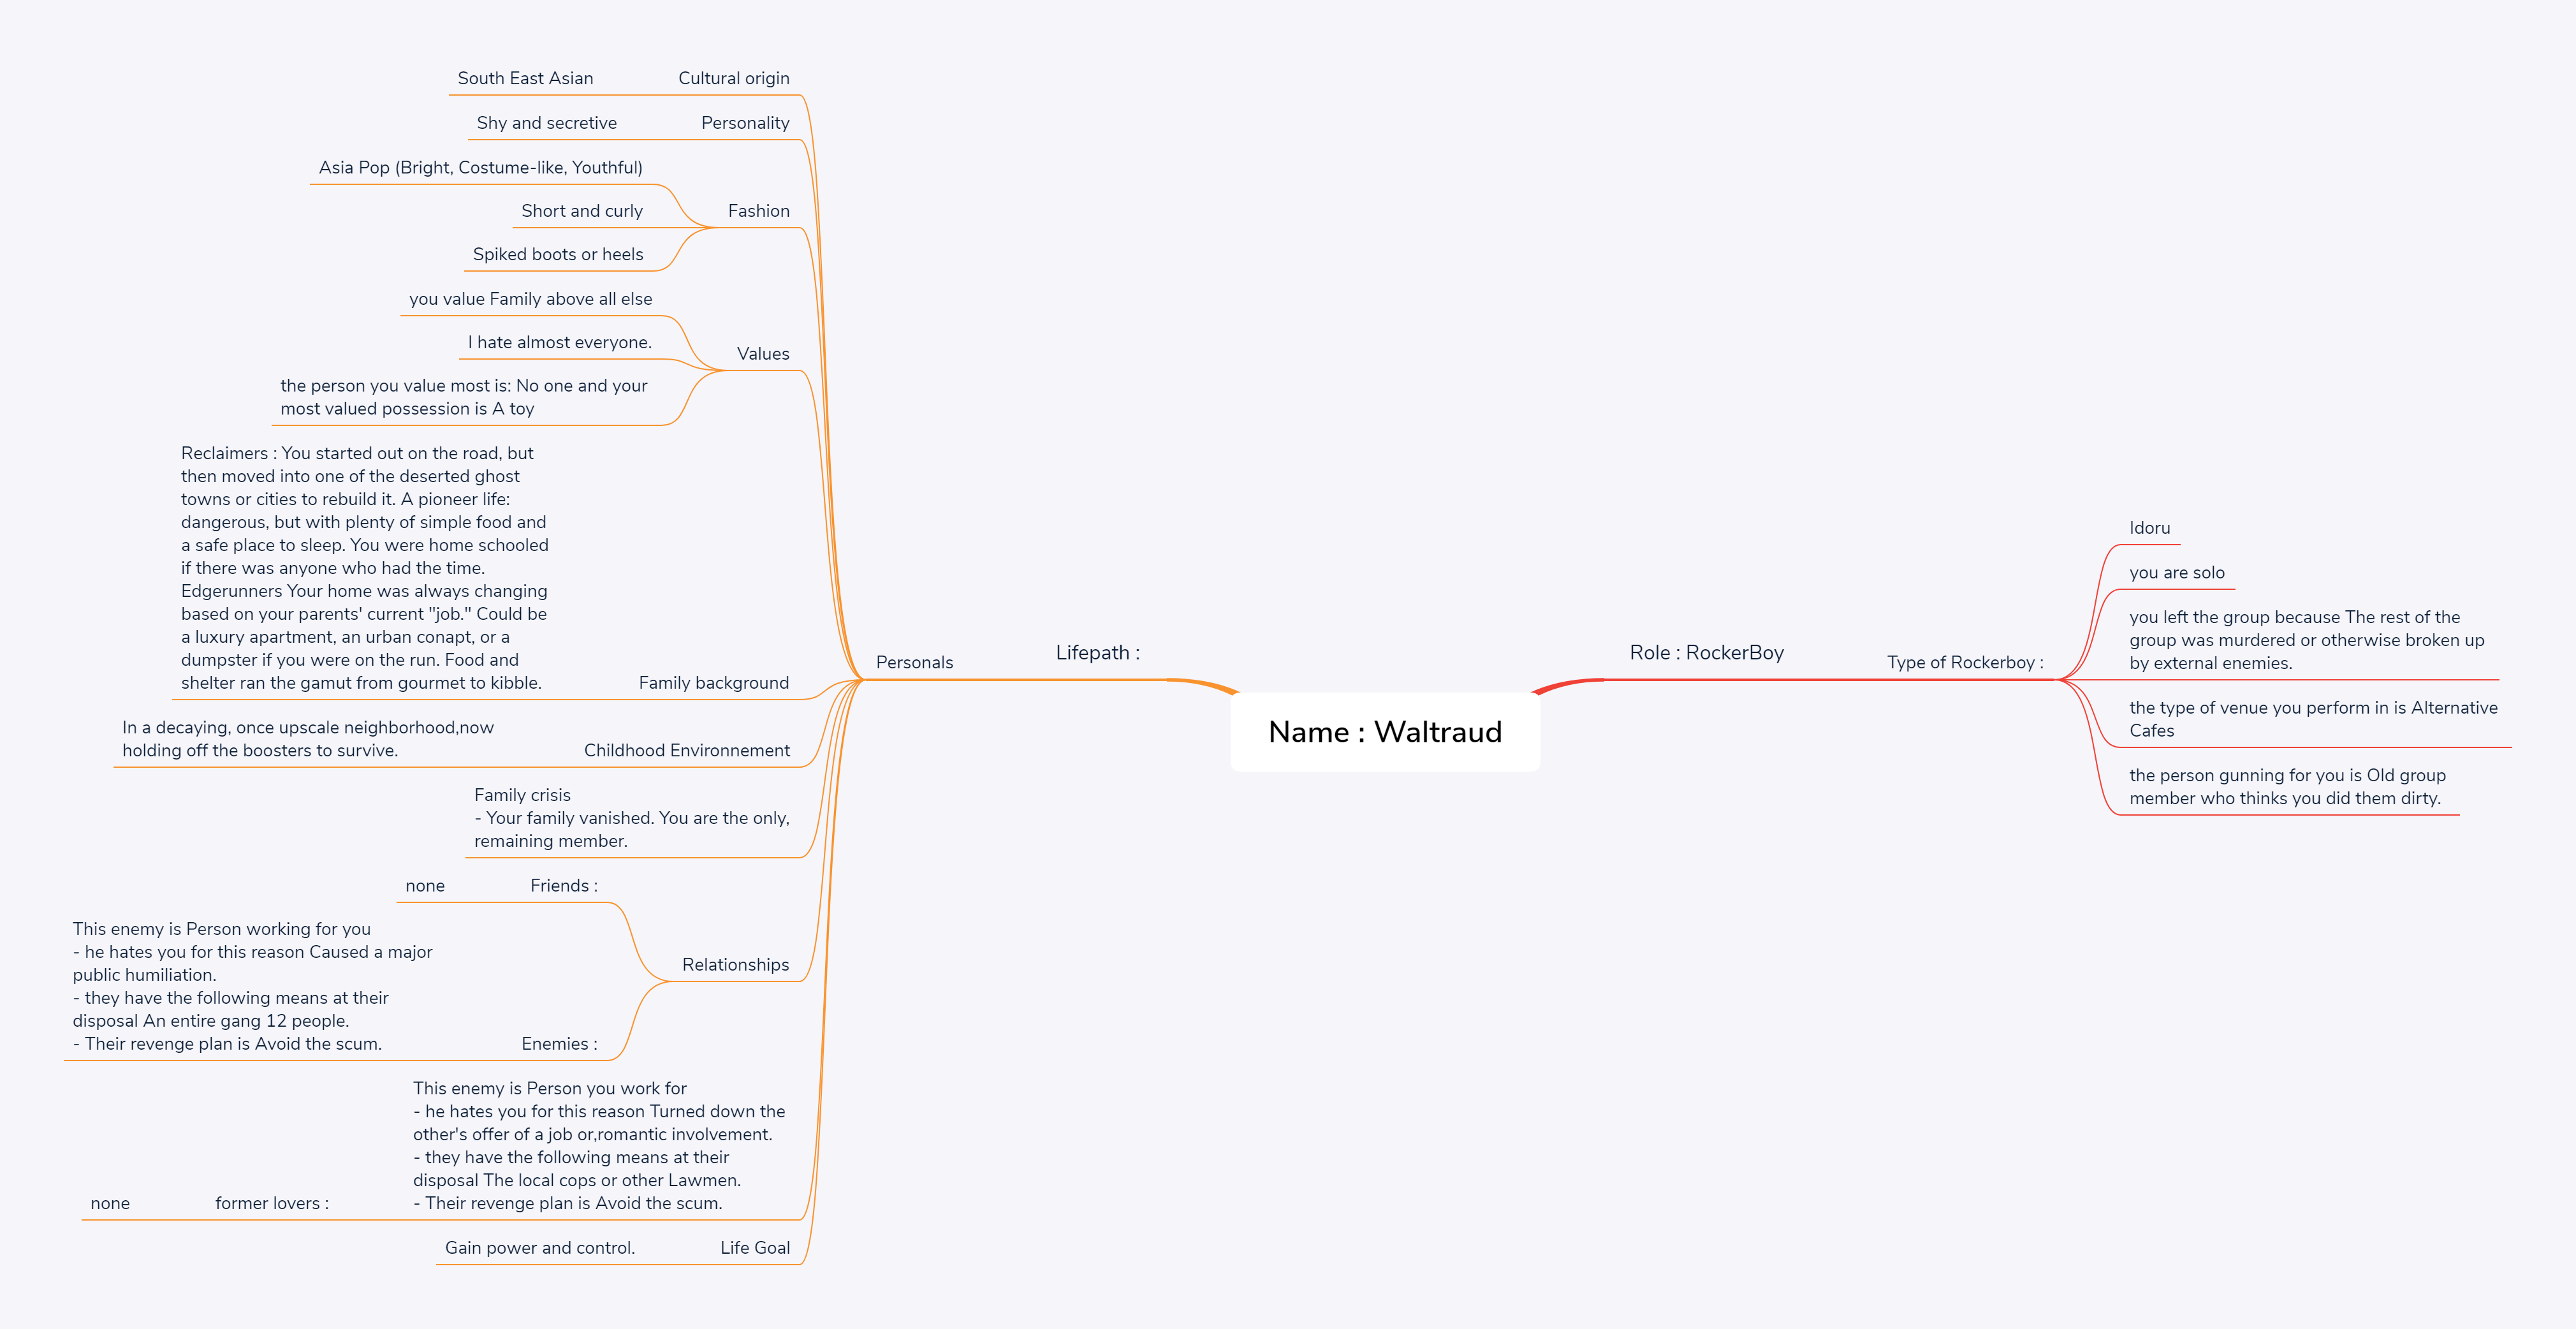 Name : Waltraud
Lifepath :
Personals
Cultural origin
South East Asian
Personality
Shy and secretive
Fashion
Asia Pop (Bright, Costume-like, Youthful)
Short and curly
Spiked boots or heels
Values
you value Family above all else
I hate almost everyone.
the person you value most is: No one and your
most valued possession is A toy
Family background
Reclaimers : You started out on the road, but
then moved into one of the deserted ghost
towns or cities to rebuild it. A pioneer life:
dangerous, but with plenty of simple food and
a safe place to sleep. You were home schooled
if there was anyone who had the time.
Edgerunners Your home was always changing
based on your parents' current "job." Could be
a luxury apartment, an urban conapt, or a
dumpster if you were on the run. Food and
shelter ran the gamut from gourmet to kibble.
Childhood Environnement
In a decaying, once upscale neighborhood,now
holding off the boosters to survive.
Family crisis
- Your family vanished. You are the only,
remaining member.
Relationships
Friends :
none
Enemies :
This enemy is Person working for you
- he hates you for this reason Caused a major
public humiliation.
- they have the following means at their
disposal An entire gang 12 people.
- Their revenge plan is Avoid the scum.
This enemy is Person you work for
- he hates you for this reason Turned down the
other's offer of a job or,romantic involvement.
- they have the following means at their
disposal The local cops or other Lawmen.
- Their revenge plan is Avoid the scum.
former lovers :
none
Life Goal
Gain power and control.
Role : RockerBoy
Type of Rockerboy :
Idoru
you are solo
you left the group because The rest of the
group was murdered or otherwise broken up
by external enemies.
the type of venue you perform in is Alternative
Cafes
the person gunning for you is Old group
member who thinks you did them dirty.